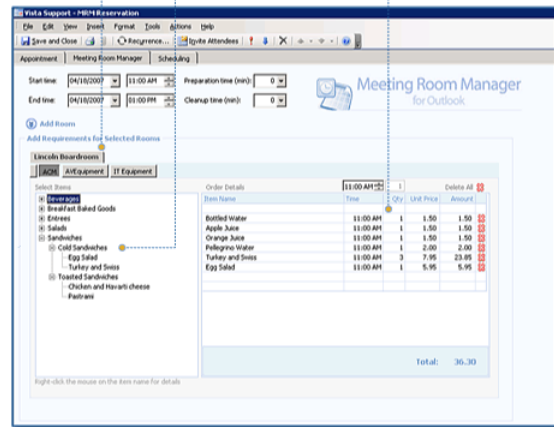 Vista Support - MRM Reservation
File Edit View Insert Format Tools Actions Help
Save and Close Recurrence... Invite Attendees
Appointment Meeting Room Manager Scheduling
Start time: 04/18/2007 11:00 AM Preparation time (min): 0
End time: 04/18/2007 01:00 PM Cleanup time (min): 0
Meeting Room Manager
for Outlook
Add Room
Add Requirements for Selected Rooms
Lincoln Boardroom
ACM AVEquipment IT Equipment
Select Items Order Details 11:00 AM 1 Delete All
Item Name Time Qty Unit Price Amount
Beverages
Breakfast Baked Goods
Entrees
Salads
Sandwiches
Cold Sandwiches
Egg Salad
Turkey and Swiss
Toasted Sandwiches
Chicken and Havarti cheese
Pastrami
Bottled Water 11:00 AM 1 1.50 1.50
Apple Juice 11:00 AM 1 1.50 1.50
Orange Juice 11:00 AM 1 1.50 1.50
Pellegrino Water 11:00 AM 1 2.00 2.00
Turkey and Swiss 11:00 AM 3 7.95 23.85
Egg Salad 11:00 AM 1 5.95 5.95
Total: 36.30
Right-click the mouse on the item name for details